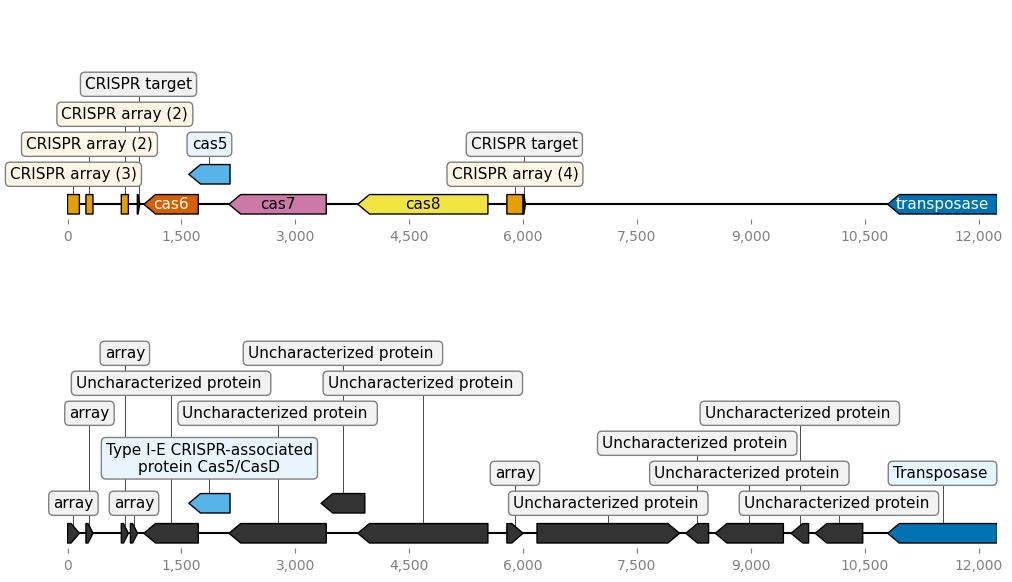 CRISPR target
CRISPR array (2)
CRISPR array (2)
cas5
CRISPR target
CRISPR array (3)
CRISPR array (4)
cas6
cas7
cas8
transposase
0
1,500
3,000
4,500
6,000
7,500
9,000
10,500
12,000
array
Uncharacterized protein
Uncharacterized protein
Uncharacterized protein
array
Uncharacterized protein
Uncharacterized protein
Uncharacterized protein
Type I-E CRISPR-associated
protein Cas5/CasD
array
Uncharacterized protein
Transposase
array
array
Uncharacterized protein
Uncharacterized protein
0
1,500
3,000
4,500
6,000
7,500
9,000
10,500
12,000